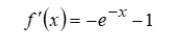 f′(x) = −e⁻ˣ − 1